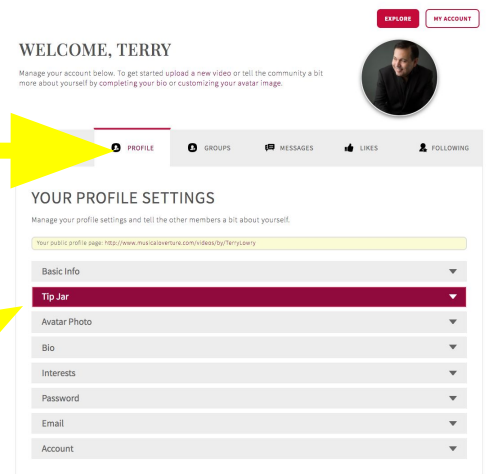 EXPLORE MY ACCOUNT
WELCOME, TERRY
Manage your account below. To get started upload a new video or tell the community a bit
more about yourself by completing your bio or customizing your avatar image.
PROFILE GROUPS MESSAGES LIKES FOLLOWING
YOUR PROFILE SETTINGS
Manage your profile settings and tell the other members a bit about yourself.
Your public profile page: http://www.musicaloverture.com/videos/by/TerryLowry
Basic Info
Tip Jar
Avatar Photo
Bio
Interests
Password
Email
Account